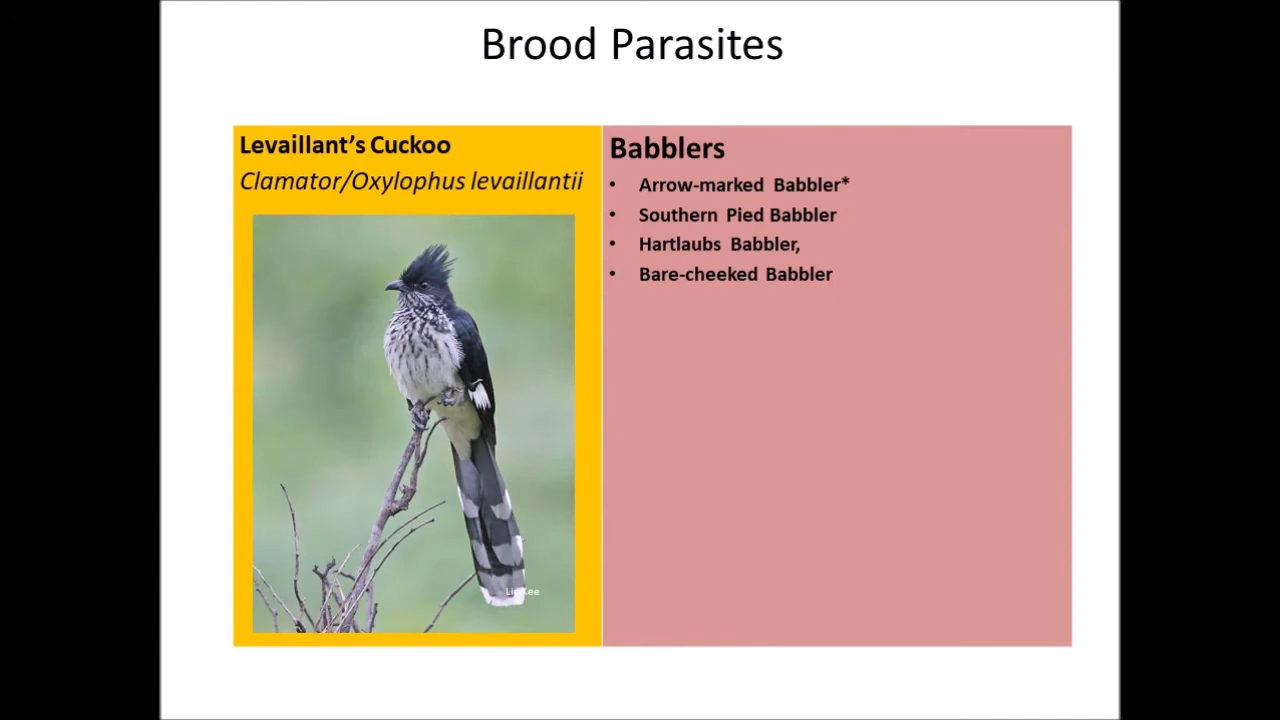 Brood Parasites
Levaillant's Cuckoo
Clamator/Oxylophus levaillantii
Babblers
• Arrow-marked Babbler*
• Southern Pied Babbler
• Hartlaubs Babbler,
• Bare-cheeked Babbler